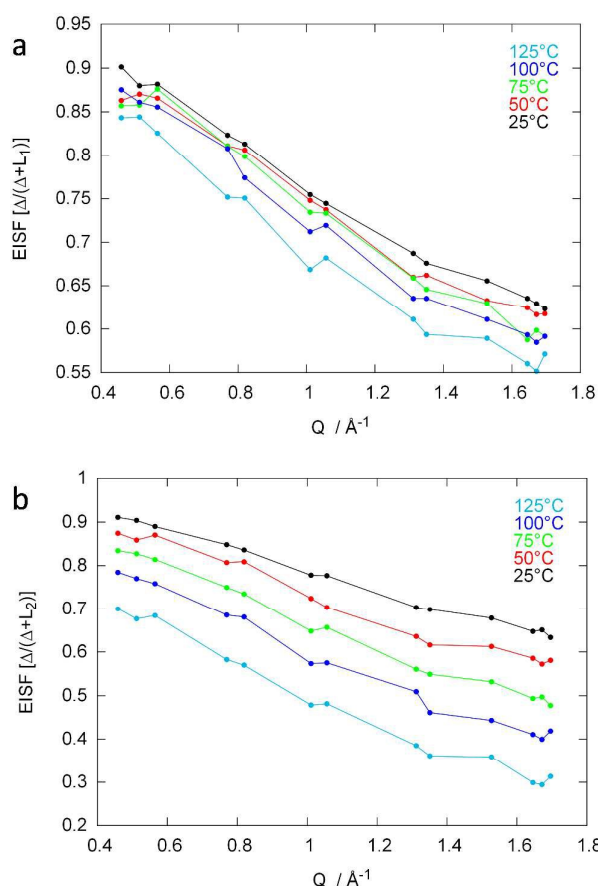 a
0.95
0.9
0.85
0.8
0.75
0.7
0.65
0.6
0.55
EISF [Δ/(Δ+L₁)]
125°C
100°C
75°C
50°C
25°C
0.4 0.6 0.8 1 1.2 1.4 1.6 1.8
Q / Å⁻¹
b
1
0.9
0.8
0.7
0.6
0.5
0.4
0.3
0.2
EISF [Δ/(Δ+L₂)]
125°C
100°C
75°C
50°C
25°C
0.4 0.6 0.8 1 1.2 1.4 1.6 1.8
Q / Å⁻¹